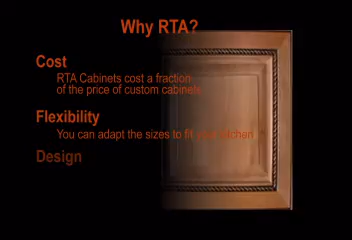 Why RTA?
Cost
RTA Cabinets cost a fraction
of the price of custom cabinets
Flexibility
You can adapt the sizes to fit your kitchen
Design